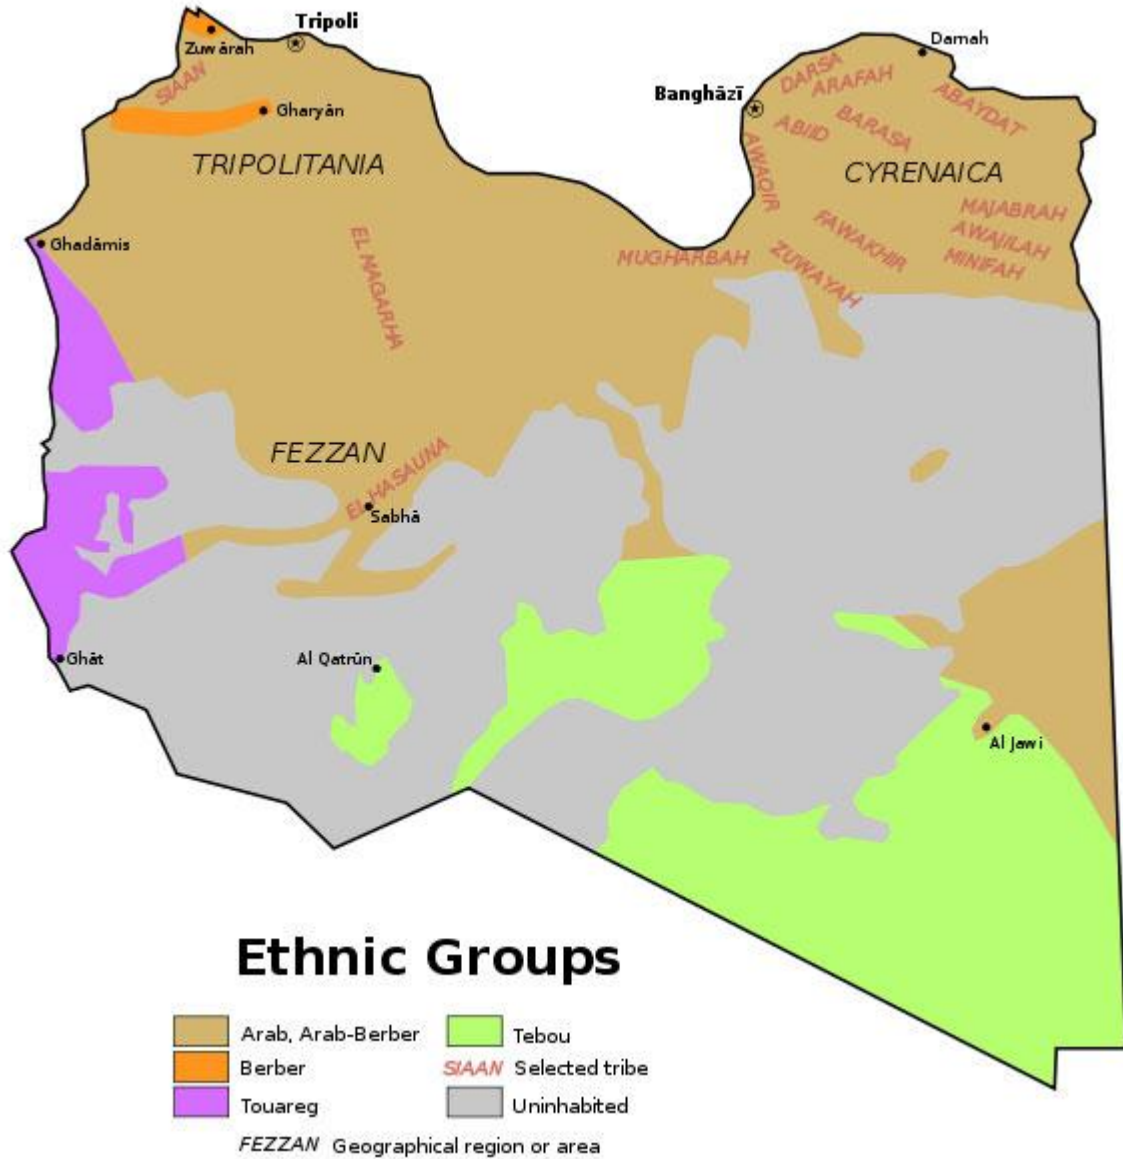 Tripoli
Zuwārah
SIAAN
Gharyān
TRIPOLITANIA
Ghadāmis
EL MAGARHA
FEZZAN
EL HASAUNA
Sabhā
Ghāt
Al Qatrūn
Damah
DARSA
ARAFAH
Banghāzī
ABAYDAT
ABIID
BARASA
AWAQIR
CYRENAICA
MAJABRAH
FAWAKHIR
AWAJILAH
MUGHARBAH
ZUWAYAH
MINIFAH
Al Jawi
Ethnic Groups
Arab, Arab-Berber
Berber
Touareg
Tebou
SIAAN Selected tribe
Uninhabited
FEZZAN Geographical region or area